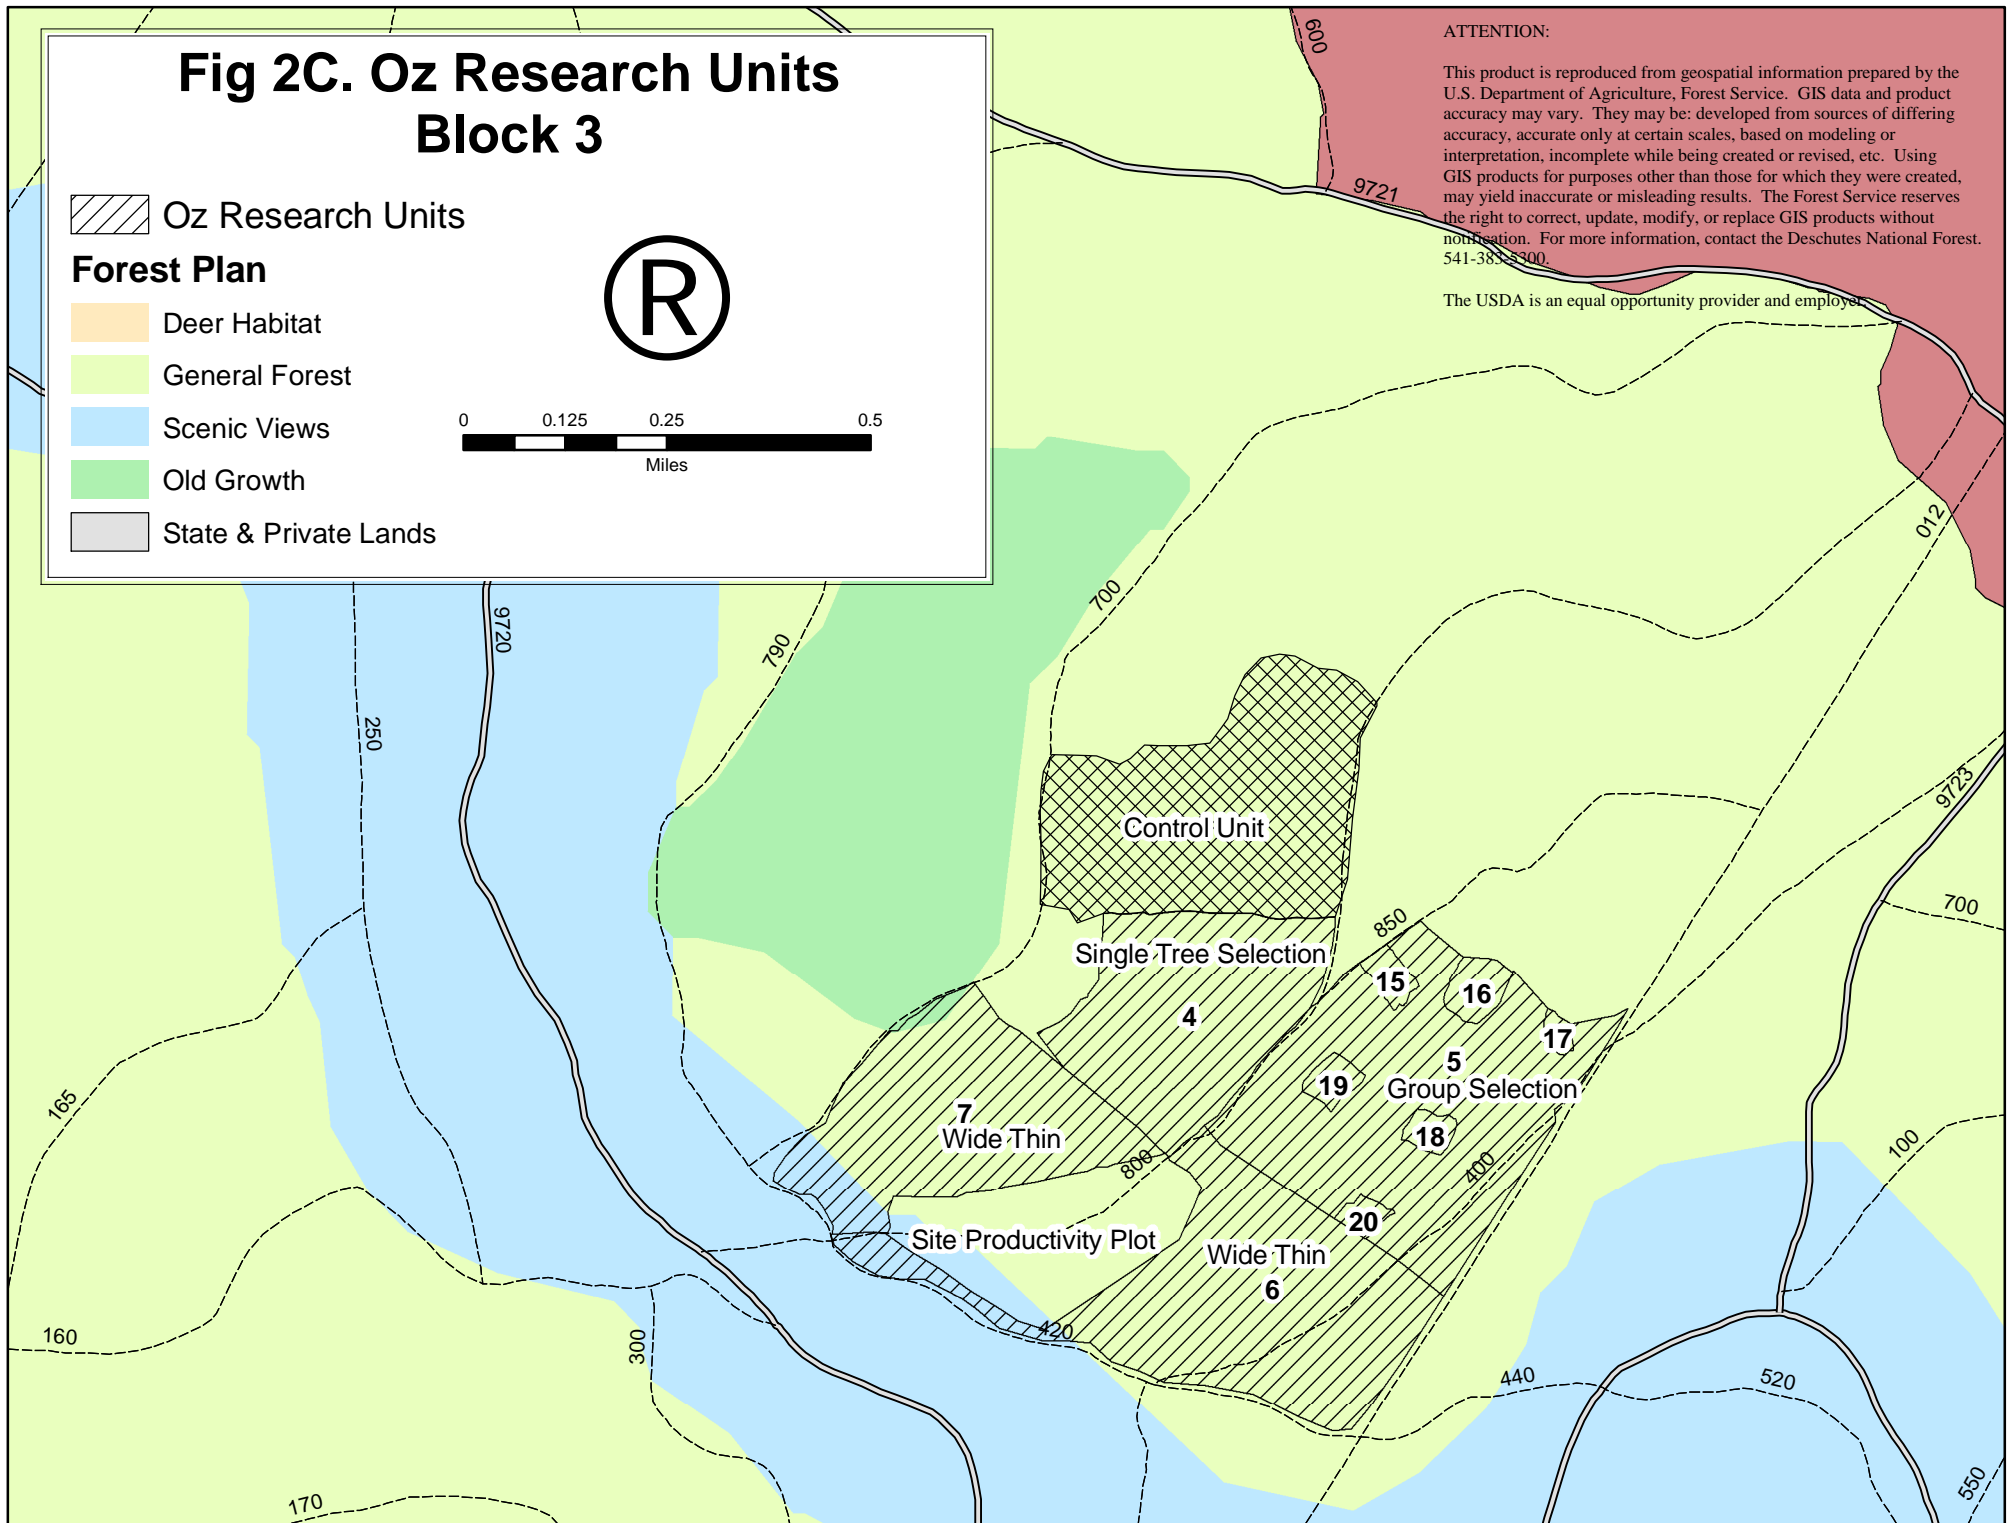 Fig 2C. Oz Research Units
Block 3
Oz Research Units
Forest Plan
Deer Habitat
General Forest
Scenic Views
Old Growth
State & Private Lands
®
0 0.125 0.25 0.5
Miles
ATTENTION:
This product is reproduced from geospatial information prepared by the
U.S. Department of Agriculture, Forest Service. GIS data and product
accuracy may vary. They may be: developed from sources of differing
accuracy, accurate only at certain scales, based on modeling or
interpretation, incomplete while being created or revised, etc. Using
GIS products for purposes other than those for which they were created,
may yield inaccurate or misleading results. The Forest Service reserves
the right to correct, update, modify, or replace GIS products without
notification. For more information, contact the Deschutes National Forest.
541-383-5300.
The USDA is an equal opportunity provider and employer.
600
9721
012
700
790
9720
250
9723
700
Control Unit
850
Single Tree Selection
4
15
16
17
5
Group Selection
19
18
7
Wide Thin
800
400
100
165
20
Site Productivity Plot
Wide Thin
6
420
160
300
440
520
170
550